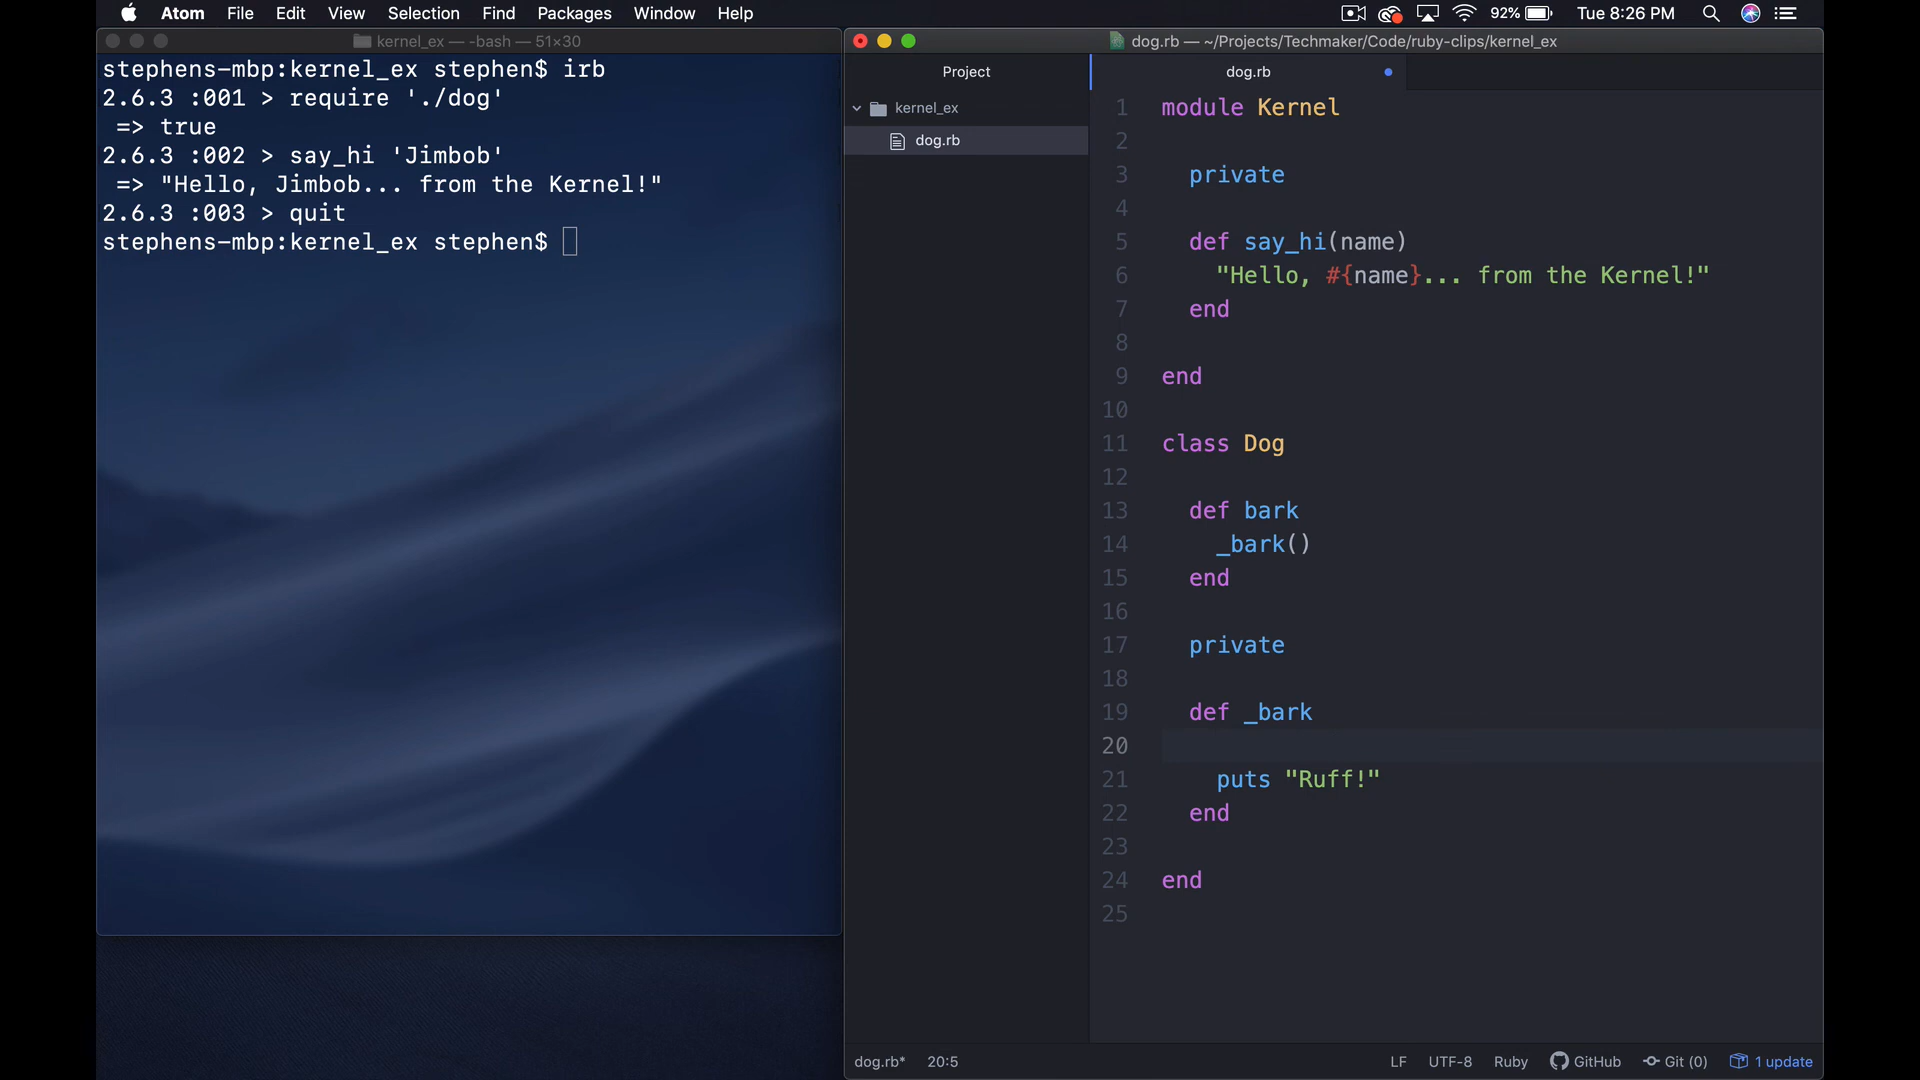 Atom File Edit View Selection Find Packages Window Help 92% Tue 8:26 PM
kernel_ex — -bash — 51×30
stephens-mbp:kernel_ex stephen$ irb
2.6.3 :001 > require './dog'
=> true
2.6.3 :002 > say_hi 'Jimbob'
=> "Hello, Jimbob... from the Kernel!"
2.6.3 :003 > quit
stephens-mbp:kernel_ex stephen$
dog.rb — ~/Projects/Techmaker/Code/ruby-clips/kernel_ex
Project
kernel_ex
dog.rb
dog.rb
1 module Kernel
2
3 private
4
5 def say_hi(name)
6 "Hello, #{name}... from the Kernel!"
7 end
8
9 end
10
11 class Dog
12
13 def bark
14 _bark()
15 end
16
17 private
18
19 def _bark
20
21 puts "Ruff!"
22 end
23
24 end
25
dog.rb* 20:5 LF UTF-8 Ruby GitHub Git (0) 1 update